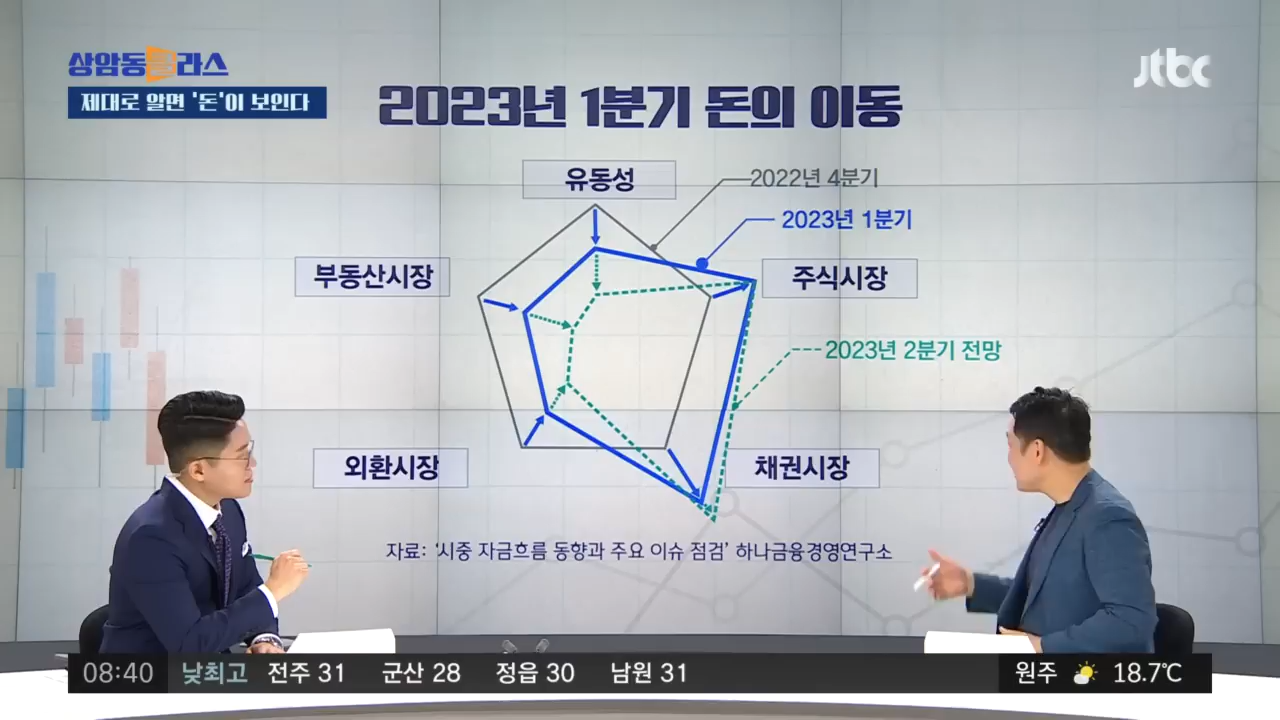 상암동클라스
제대로 알면 '돈'이 보인다
jtbc
2023년 1분기 돈의 이동
유동성
2022년 4분기
2023년 1분기
부동산시장
주식시장
2023년 2분기 전망
외환시장
채권시장
자료: '시중 자금흐름 동향과 주요 이슈 점검' 하나금융경영연구소
08:40 낮최고 전주 31 군산 28 정읍 30 남원 31 원주 18.7℃